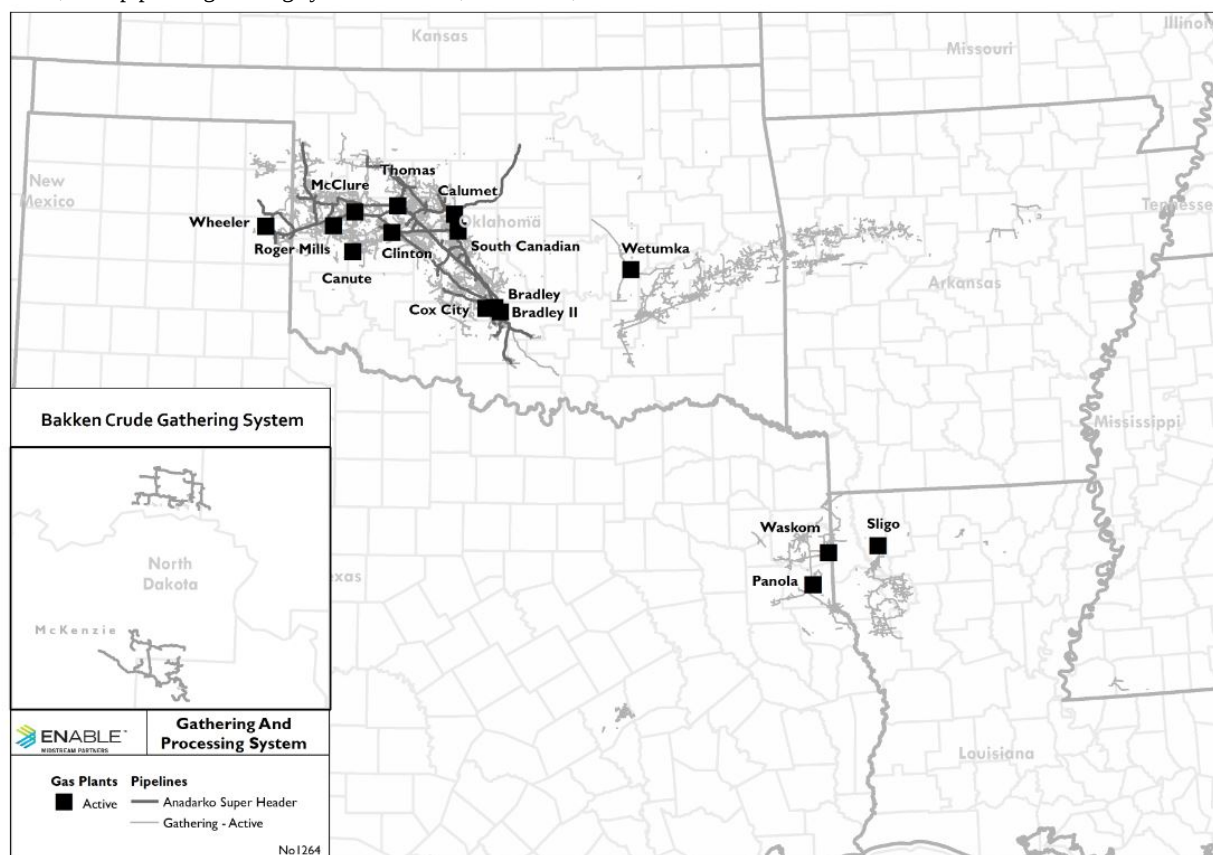 Kansas
Missouri
Illinois
New
Mexico
Thomas
McClure
Calumet
Oklahoma
Tennessee
Wheeler
South Canadian
Roger Mills
Clinton
Wetumka
Canute
Arkansas
Bradley
Cox City
Bradley II
Mississippi
Bakken Crude Gathering System
North
Dakota
McKenzie
Waskom
Sligo
Panola
Texas
Louisiana
ENABLE™
MIDSTREAM PARTNERS
Gathering And
Processing System
Gas Plants Pipelines
Active
Anadarko Super Header
Gathering - Active
No1264